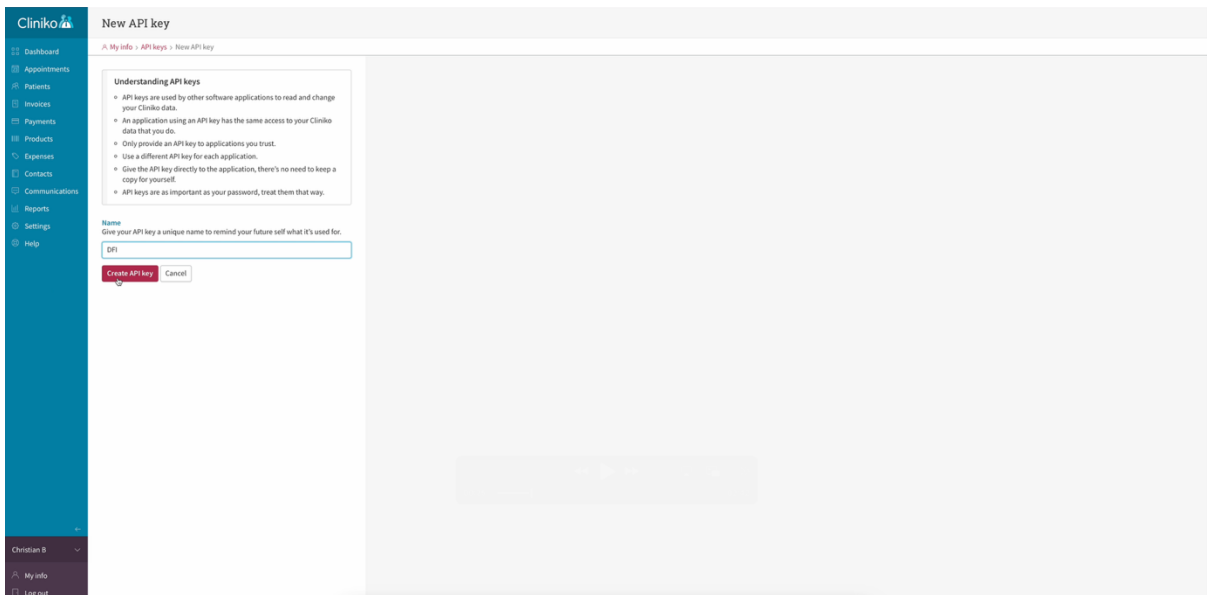 Cliniko
New API key
My info › API keys › New API key
Dashboard
Appointments
Patients
Invoices
Payments
Products
Expenses
Contacts
Communications
Reports
Settings
Help
Understanding API keys
API keys are used by other software applications to read and change
your Cliniko data.
An application using an API key has the same access to your Cliniko
data that you do.
Only provide an API key to applications you trust.
Use a different API key for each application.
Give the API key directly to the application, there's no need to keep a
copy for yourself.
API keys are as important as your password, treat them that way.
Name
Give your API key a unique name to remind your future self what it's used for.
DFI
Create API key Cancel
Christian B
My info
Log out